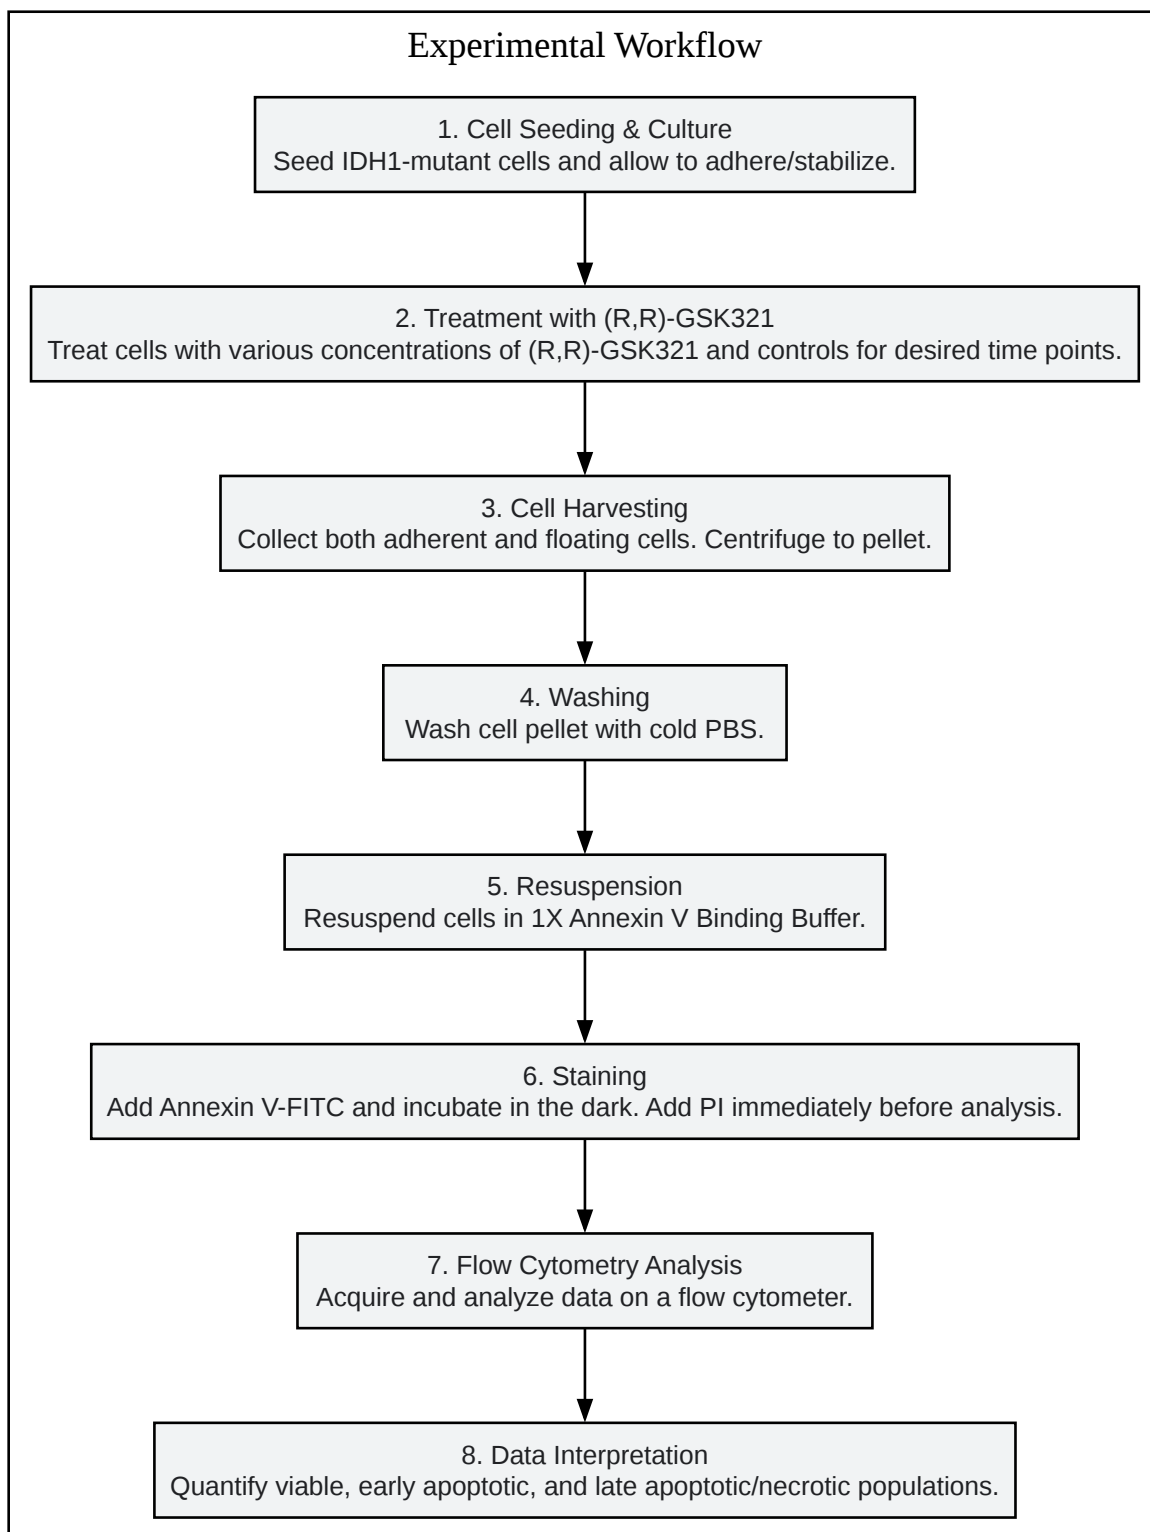 Experimental Workflow
1. Cell Seeding & Culture
Seed IDH1-mutant cells and allow to adhere/stabilize.
2. Treatment with (R,R)-GSK321
Treat cells with various concentrations of (R,R)-GSK321 and controls for desired time points.
3. Cell Harvesting
Collect both adherent and floating cells. Centrifuge to pellet.
4. Washing
Wash cell pellet with cold PBS.
5. Resuspension
Resuspend cells in 1X Annexin V Binding Buffer.
6. Staining
Add Annexin V-FITC and incubate in the dark. Add PI immediately before analysis.
7. Flow Cytometry Analysis
Acquire and analyze data on a flow cytometer.
8. Data Interpretation
Quantify viable, early apoptotic, and late apoptotic/necrotic populations.